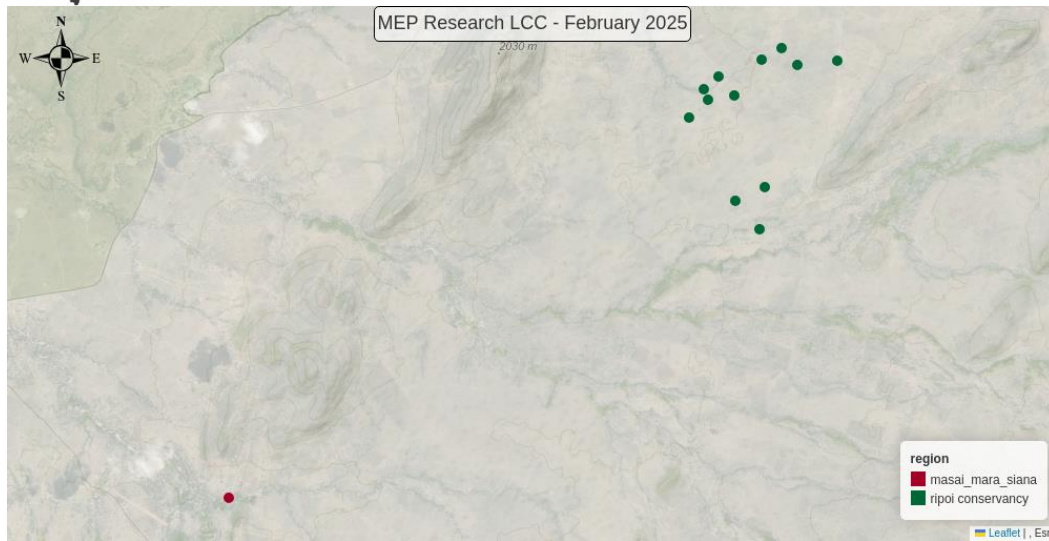 MEP Research LCC - February 2025
2030 m
N
W E
S
region
masai_mara_siana
ripoi conservancy
Leaflet | , Esr